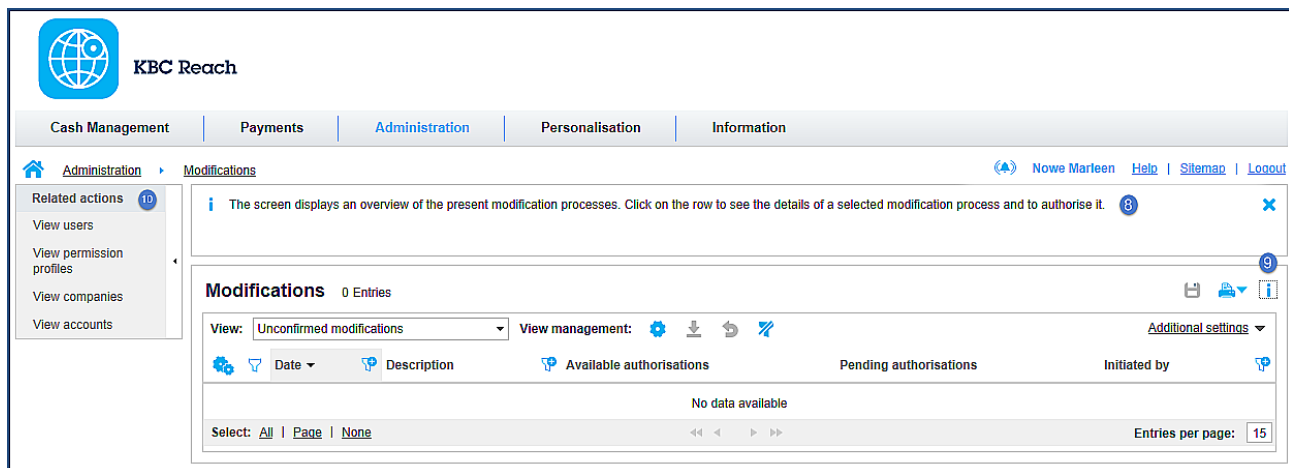 KBC Reach
Cash Management Payments Administration Personalisation Information
Administration Modifications Nowe Marleen Help | Sitemap | Logout
Related actions 10
View users
View permission
profiles
View companies
View accounts
i The screen displays an overview of the present modification processes. Click on the row to see the details of a selected modification process and to authorise it. 8
9
Modifications 0 Entries i
View: Unconfirmed modifications View management: Additional settings
Date Description Available authorisations Pending authorisations Initiated by
No data available
Select: All | Page | None Entries per page: 15